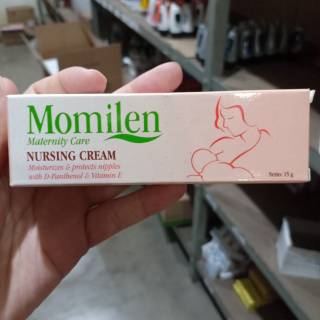 Momilen
Maternity Care
NURSING CREAM
Moisturizes & protects nipples
with D-Panthenol & Vitamin E
Netto: 15 g